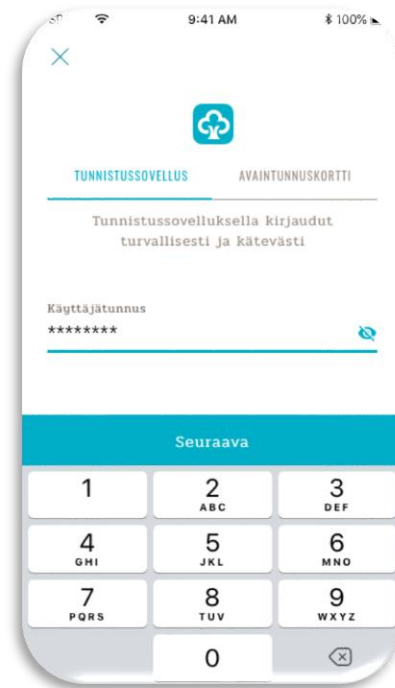 9:41 AM
100%
TUNNISTUSSOVELLUS AVAINTUNNUSKORTTI
Tunnistussovelluksella kirjaudut
turvallisesti ja kätevästi
Käyttäjätunnus
********
Seuraava
1 2 3
ABC DEF
4 5 6
GHI JKL MNO
7 8 9
PQRS TUV WXYZ
0